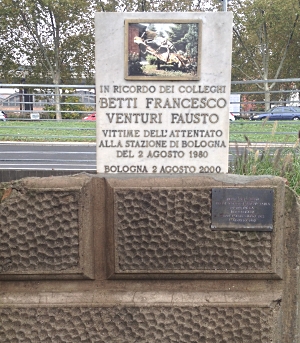 IN RICORDO DEI COLLEGHI
BETTI FRANCESCO
VENTURI FAUSTO
VITTIME DELL'ATTENTATO
ALLA STAZIONE DI BOLOGNA
DEL 2 AGOSTO 1980
BOLOGNA 2 AGOSTO 2000